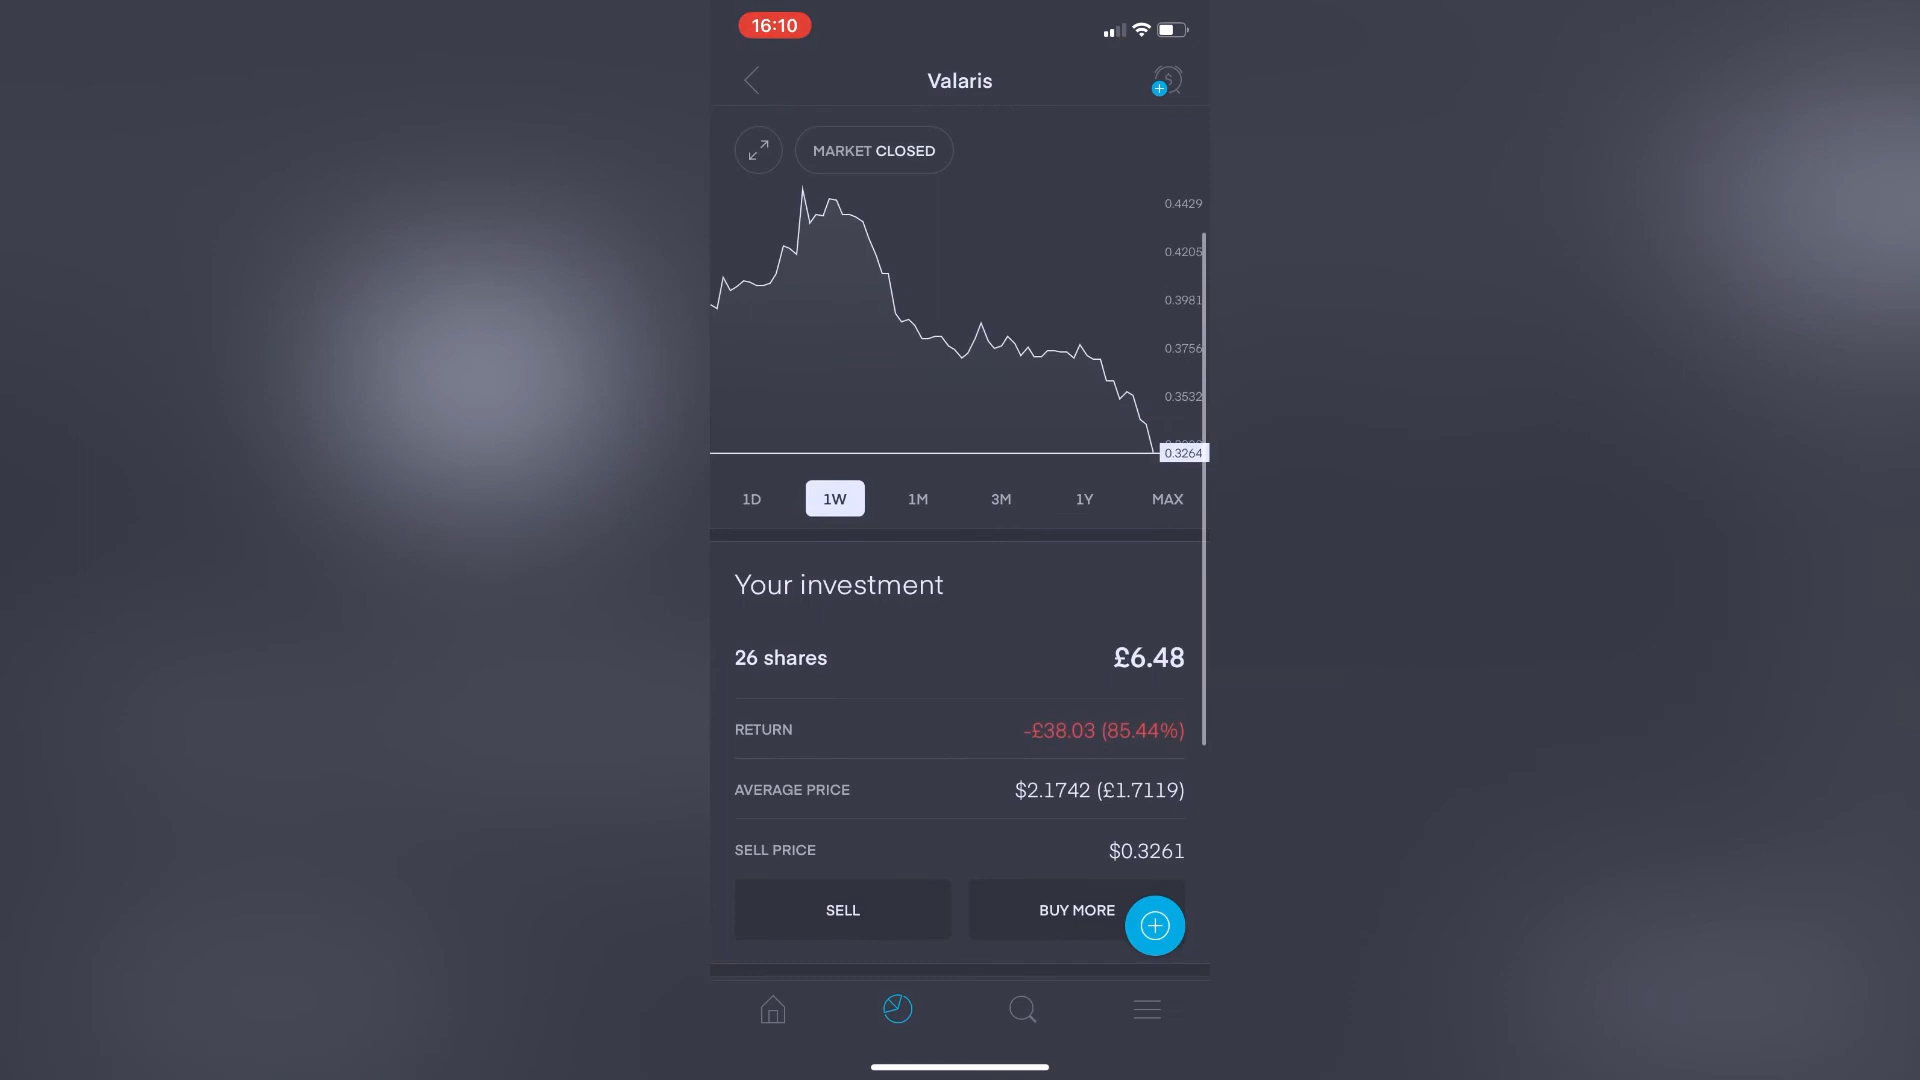 16:10
Valaris
MARKET CLOSED
0.4429
0.4205
0.3981
0.3756
0.3532
0.3264
1D 1W 1M 3M 1Y MAX
Your investment
26 shares £6.48
RETURN -£38.03 (85.44%)
AVERAGE PRICE $2.1742 (£1.7119)
SELL PRICE $0.3261
SELL BUY MORE